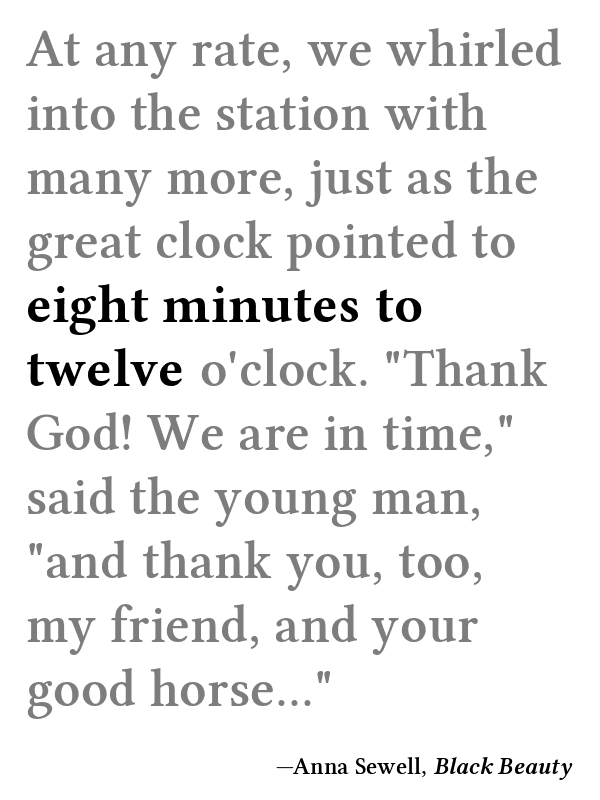 At any rate, we whirled
into the station with
many more, just as the
great clock pointed to
eight minutes to
twelve o'clock. "Thank
God! We are in time,"
said the young man,
"and thank you, too,
my friend, and your
good horse..."
—Anna Sewell, Black Beauty